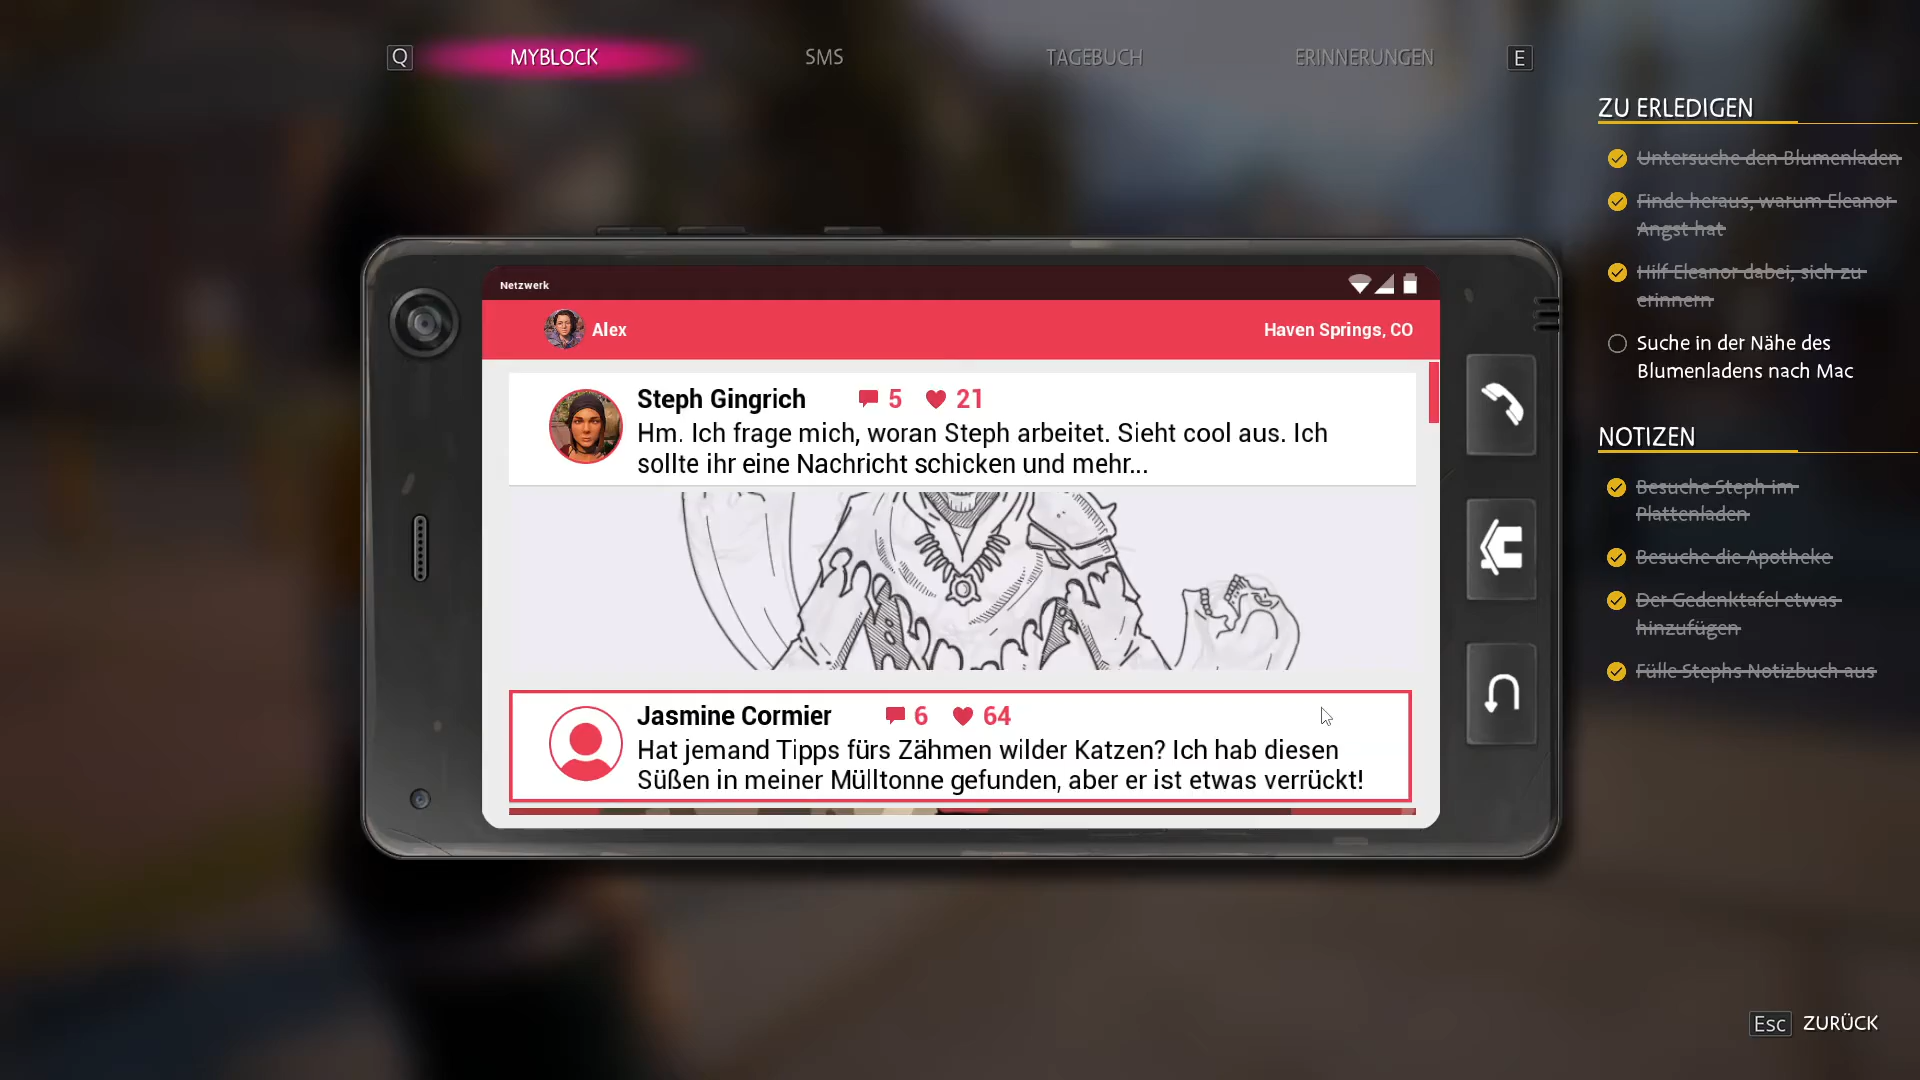 Q MYBLOCK SMS TAGEBUCH ERINNERUNGEN E
Netzwerk
Alex Haven Springs, CO
Steph Gingrich 5 21
Hm. Ich frage mich, woran Steph arbeitet. Sieht cool aus. Ich
sollte ihr eine Nachricht schicken und mehr...
Jasmine Cormier 6 64
Hat jemand Tipps fürs Zähmen wilder Katzen? Ich hab diesen
Süßen in meiner Mülltonne gefunden, aber er ist etwas verrückt!
ZU ERLEDIGEN
Untersuche den Blumenladen
Finde heraus, warum Eleanor
Angst hat
Hilf Eleanor dabei, sich zu
erinnern
Suche in der Nähe des
Blumenladens nach Mac
NOTIZEN
Besuche Steph im
Plattenladen
Besuche die Apotheke
Der Gedenktafel etwas
hinzufügen
Fülle Stephs Notizbuch aus
Esc ZURÜCK